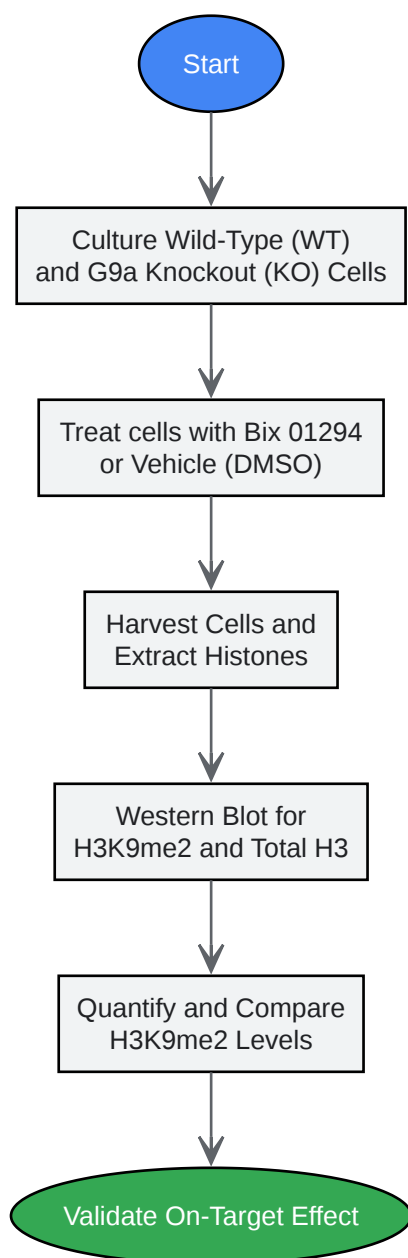 Start
Culture Wild-Type (WT)
and G9a Knockout (KO) Cells
Treat cells with Bix 01294
or Vehicle (DMSO)
Harvest Cells and
Extract Histones
Western Blot for
H3K9me2 and Total H3
Quantify and Compare
H3K9me2 Levels
Validate On-Target Effect